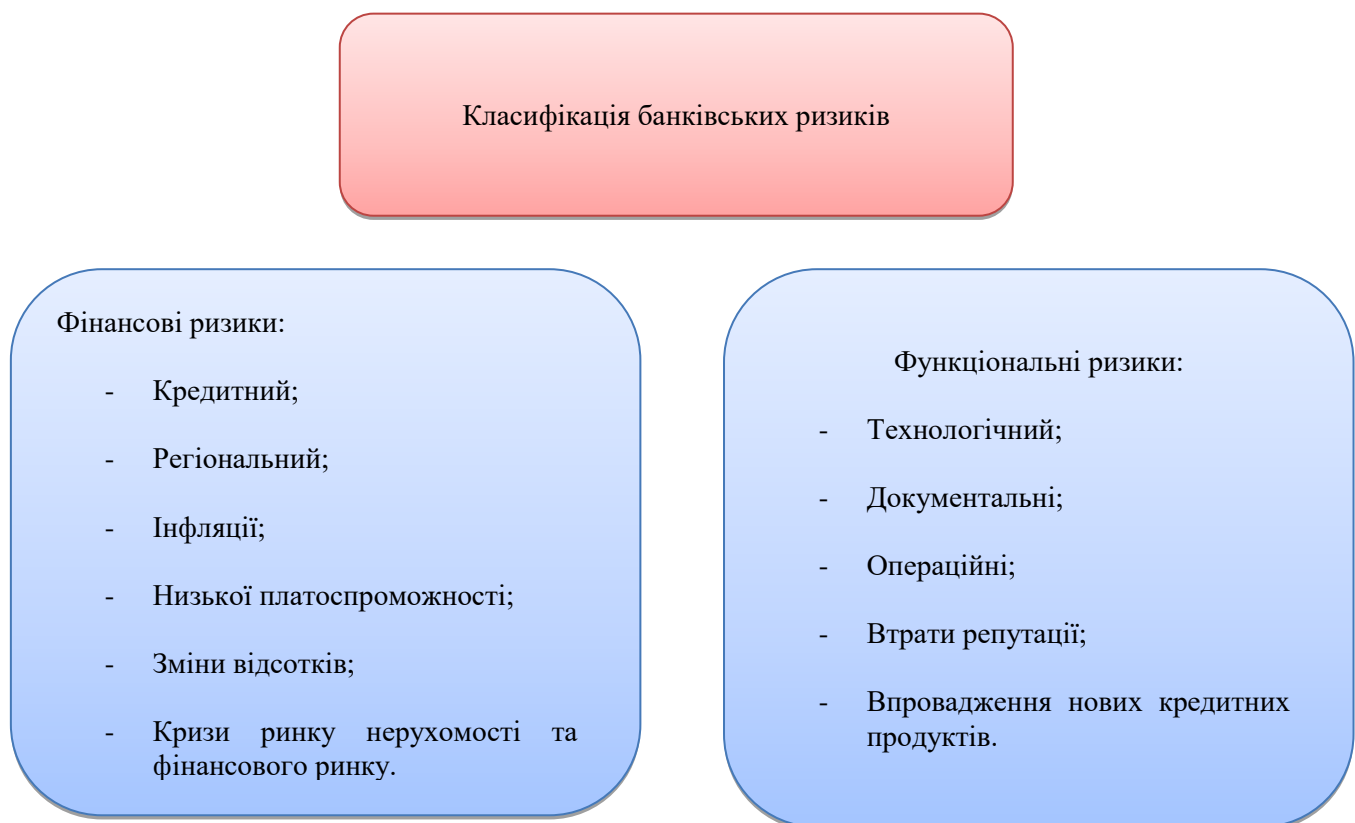 Класифікація банківських ризиків
Фінансові ризики:
- Кредитний;
- Регіональний;
- Інфляції;
- Низької платоспроможності;
- Зміни відсотків;
- Кризи ринку нерухомості та
фінансового ринку.
Функціональні ризики:
- Технологічний;
- Документальні;
- Операційні;
- Втрати репутації;
- Впровадження нових кредитних
продуктів.